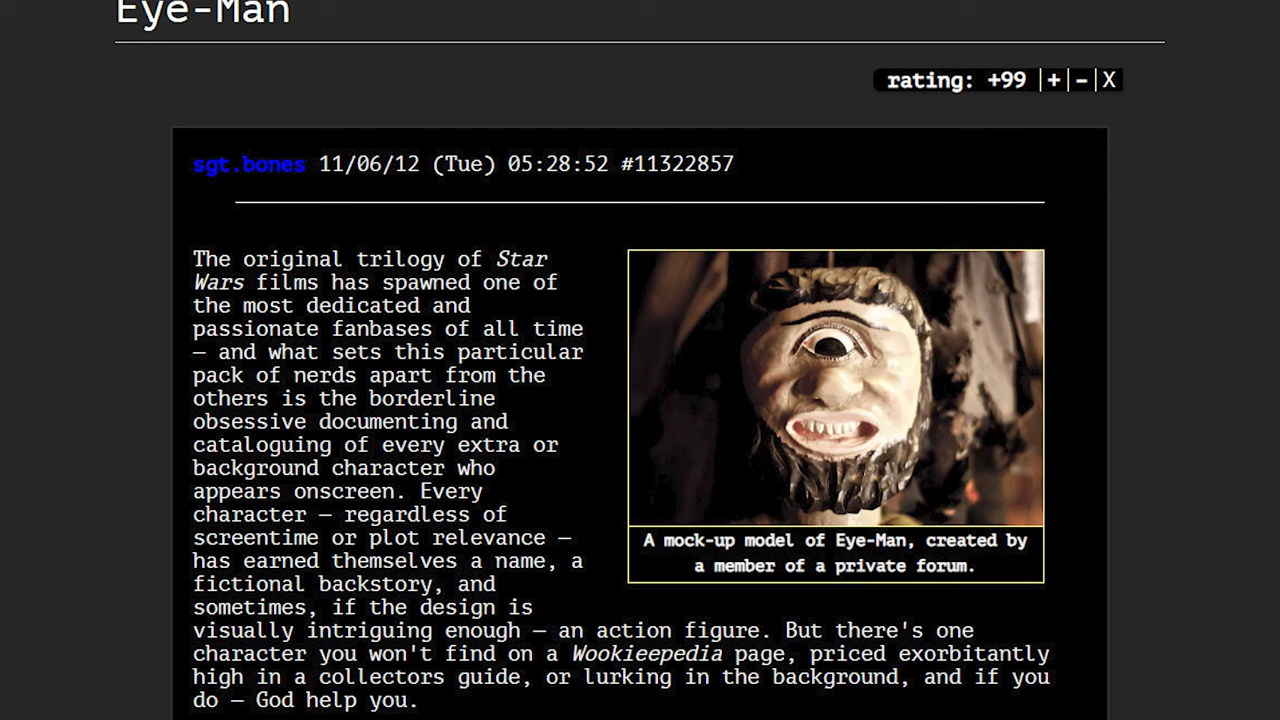 Eye-Man
rating: +99 |+|-|X
sgt.bones 11/06/12 (Tue) 05:28:52 #11322857
The original trilogy of Star
Wars films has spawned one of
the most dedicated and
passionate fanbases of all time
— and what sets this particular
pack of nerds apart from the
others is the borderline
obsessive documenting and
cataloguing of every extra or
background character who
appears onscreen. Every
character — regardless of
screentime or plot relevance —
has earned themselves a name, a
fictional backstory, and
sometimes, if the design is
visually intriguing enough — an action figure. But there's one
character you won't find on a Wookieepedia page, priced exorbitantly
high in a collectors guide, or lurking in the background, and if you
do — God help you.
A mock-up model of Eye-Man, created by
a member of a private forum.